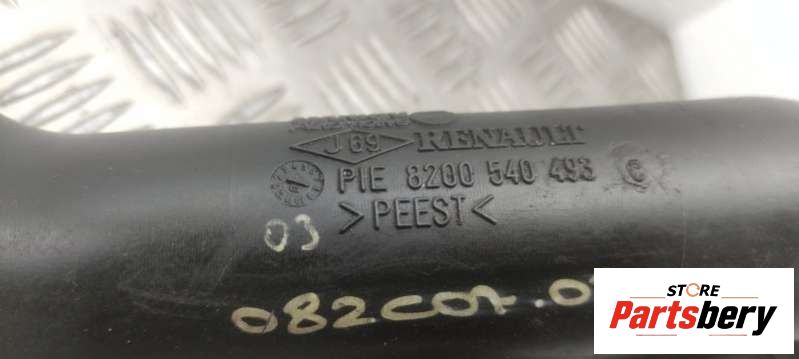 J 69 RENAULT
PIE 8200 540 493 C
>PEEST<
03
082C07.0
STORE
Partsbery